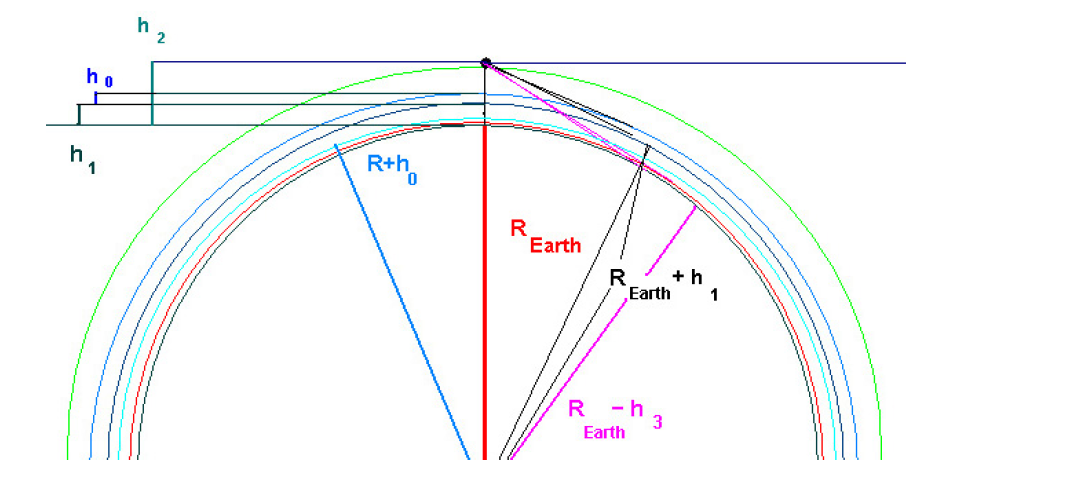 h 2
h 0
h 1
R+h 0
R Earth
R Earth + h 1
R Earth - h 3